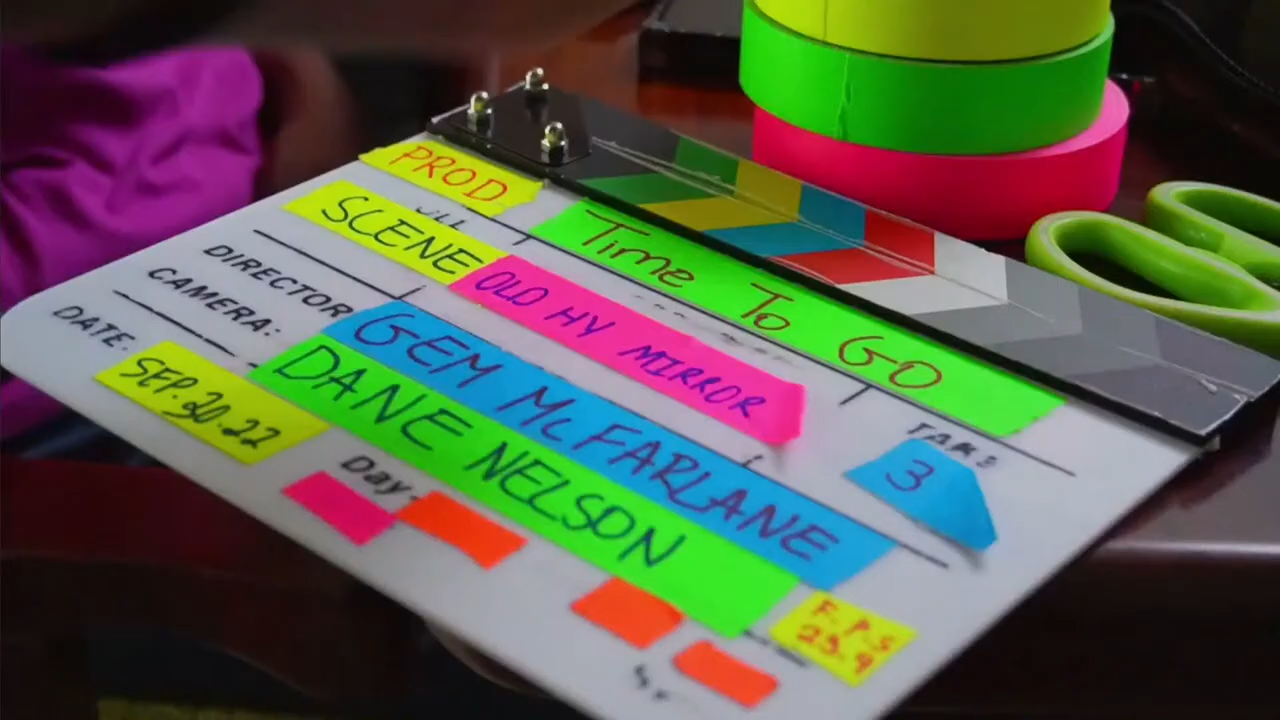 PROD
Time To GO
SCENE
OLD HY MIRROR
TAKE
3
DIRECTOR
GEM McFARLANE
CAMERA:
DANE NELSON
DATE:
SEP.30.22
Day-
F.P.S
23.9